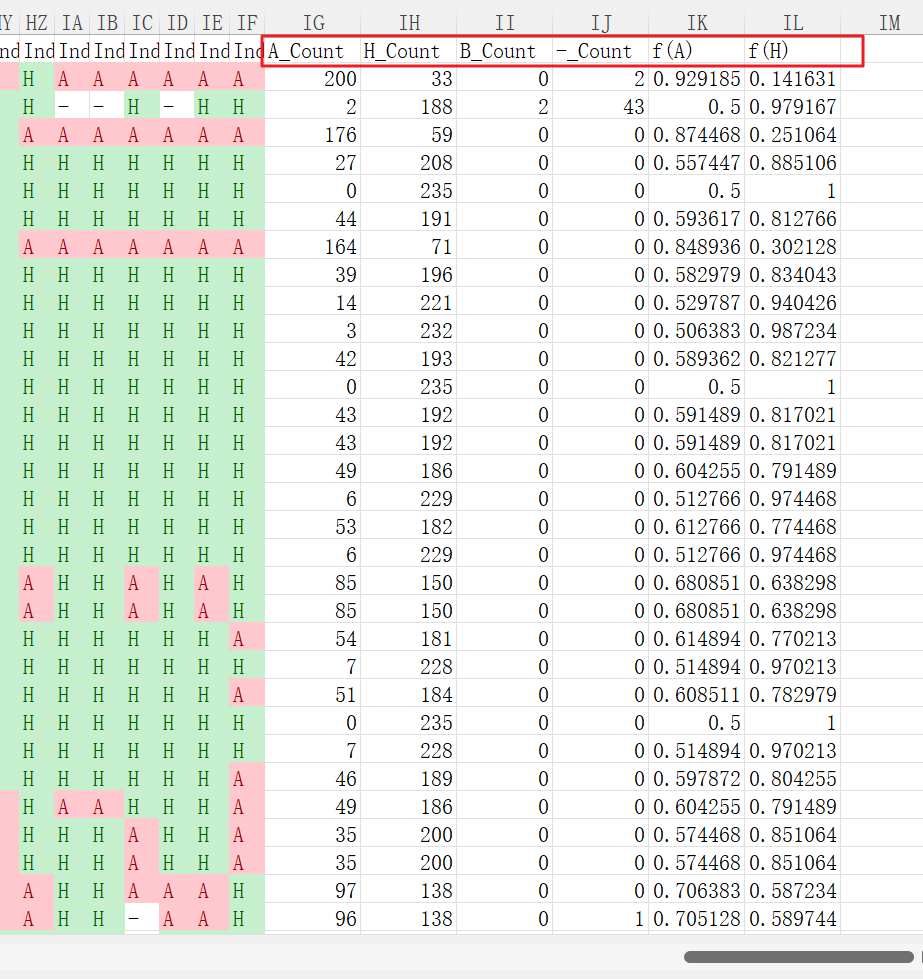 HZ IA IB IC ID IE IF IG IH II IJ IK IL IM
Ind Ind Ind Ind Ind Ind A_Count H_Count B_Count -_Count f(A) f(H)
H A A A A A A 200 33 0 2 0.929185 0.141631
H - - H - H H 2 188 2 43 0.5 0.979167
A A A A A A A 176 59 0 0 0.874468 0.251064
H H H H H H H 27 208 0 0 0.557447 0.885106
H H H H H H H 0 235 0 0 0.5 1
H H H H H H H 44 191 0 0 0.593617 0.812766
A A A A A A A 164 71 0 0 0.848936 0.302128
H H H H H H H 39 196 0 0 0.582979 0.834043
H H H H H H H 14 221 0 0 0.529787 0.940426
H H H H H H H 3 232 0 0 0.506383 0.987234
H H H H H H H 42 193 0 0 0.589362 0.821277
H H H H H H H 0 235 0 0 0.5 1
H H H H H H H 43 192 0 0 0.591489 0.817021
H H H H H H H 43 192 0 0 0.591489 0.817021
H H H H H H H 49 186 0 0 0.604255 0.791489
H H H H H H H 6 229 0 0 0.512766 0.974468
H H H H H H H 53 182 0 0 0.612766 0.774468
H H H H H H H 6 229 0 0 0.512766 0.974468
A H H A H A H 85 150 0 0 0.680851 0.638298
A H H A H A H 85 150 0 0 0.680851 0.638298
H H H H H H A 54 181 0 0 0.614894 0.770213
H H H H H H H 7 228 0 0 0.514894 0.970213
H H H H H H A 51 184 0 0 0.608511 0.782979
H H H H H H H 0 235 0 0 0.5 1
H H H H H H H 7 228 0 0 0.514894 0.970213
H H H H H H A 46 189 0 0 0.597872 0.804255
H A A H H H A 49 186 0 0 0.604255 0.791489
H H H A H H A 35 200 0 0 0.574468 0.851064
H H H A H H A 35 200 0 0 0.574468 0.851064
A H H A A A H 97 138 0 0 0.706383 0.587234
A H H - A A H 96 138 0 1 0.705128 0.589744